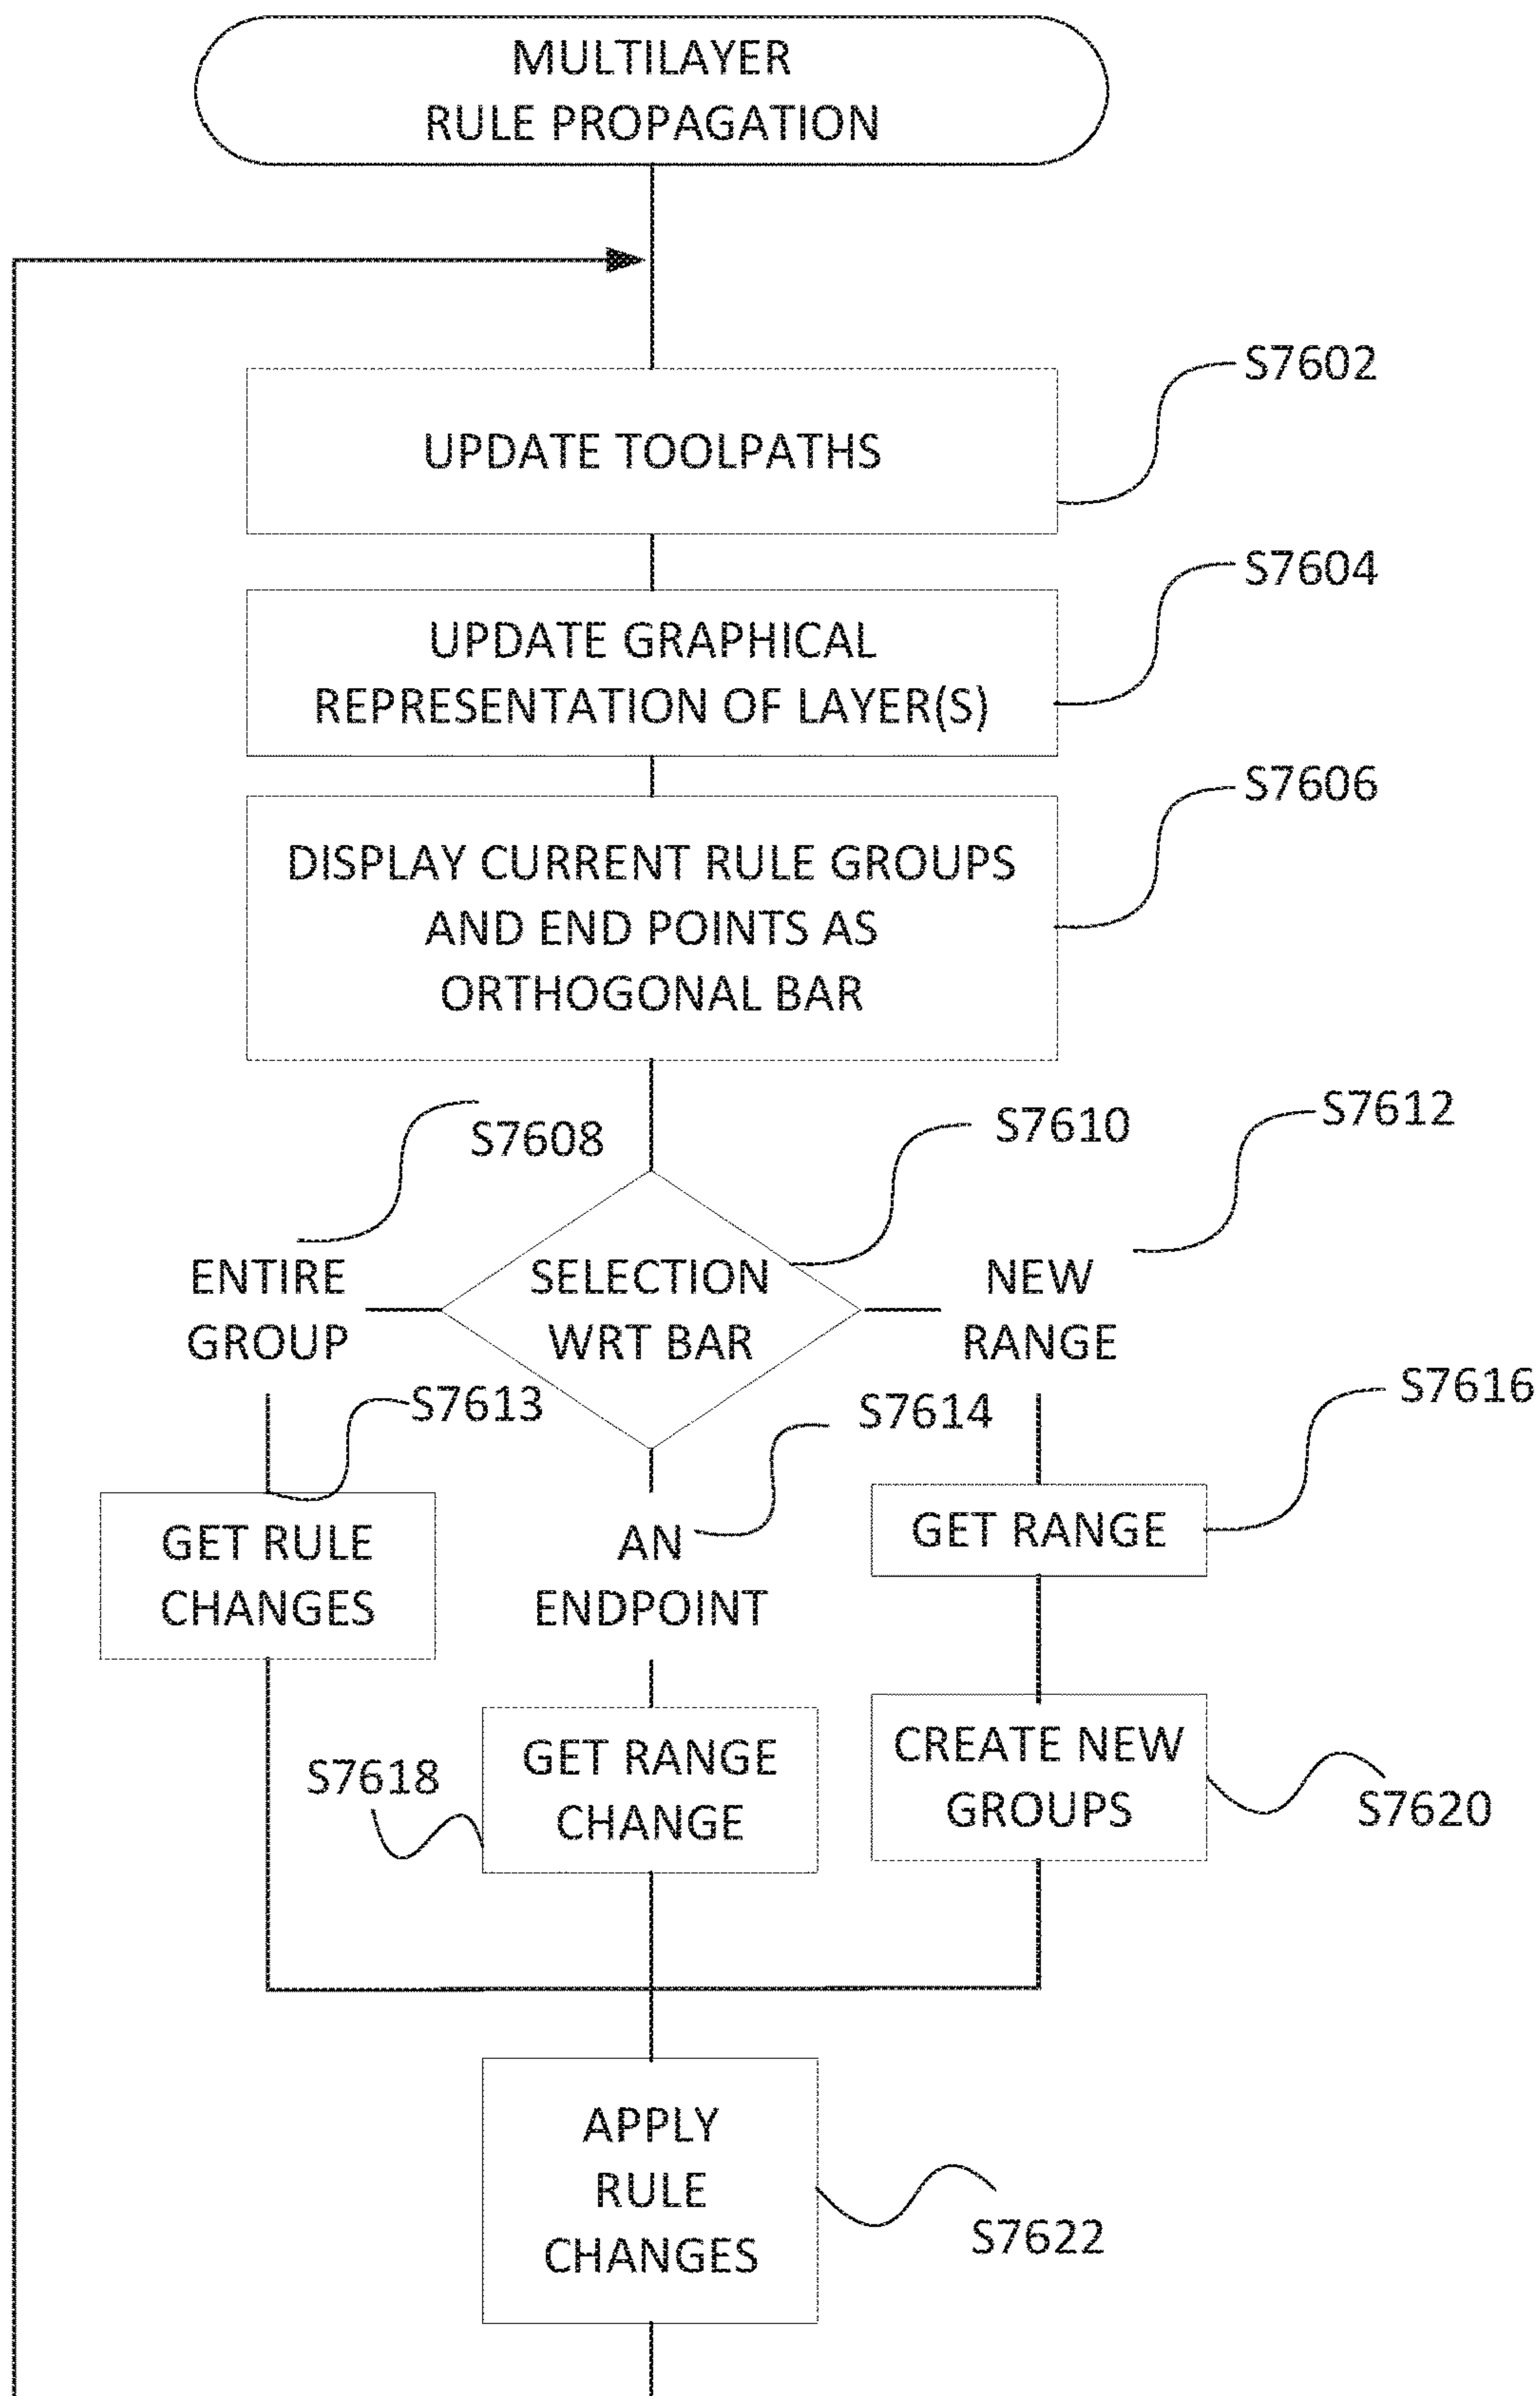 MULTILAYER
RULE PROPAGATION
S7602
UPDATE TOOLPATHS
S7604
UPDATE GRAPHICAL
REPRESENTATION OF LAYER(S)
S7606
DISPLAY CURRENT RULE GROUPS
AND END POINTS AS
ORTHOGONAL BAR
S7608
S7610
S7612
ENTIRE
GROUP
SELECTION
WRT BAR
NEW
RANGE
S7613
S7614
S7616
GET RULE
CHANGES
AN
ENDPOINT
GET RANGE
S7618
GET RANGE
CHANGE
CREATE NEW
GROUPS
S7620
APPLY
RULE
CHANGES
S7622